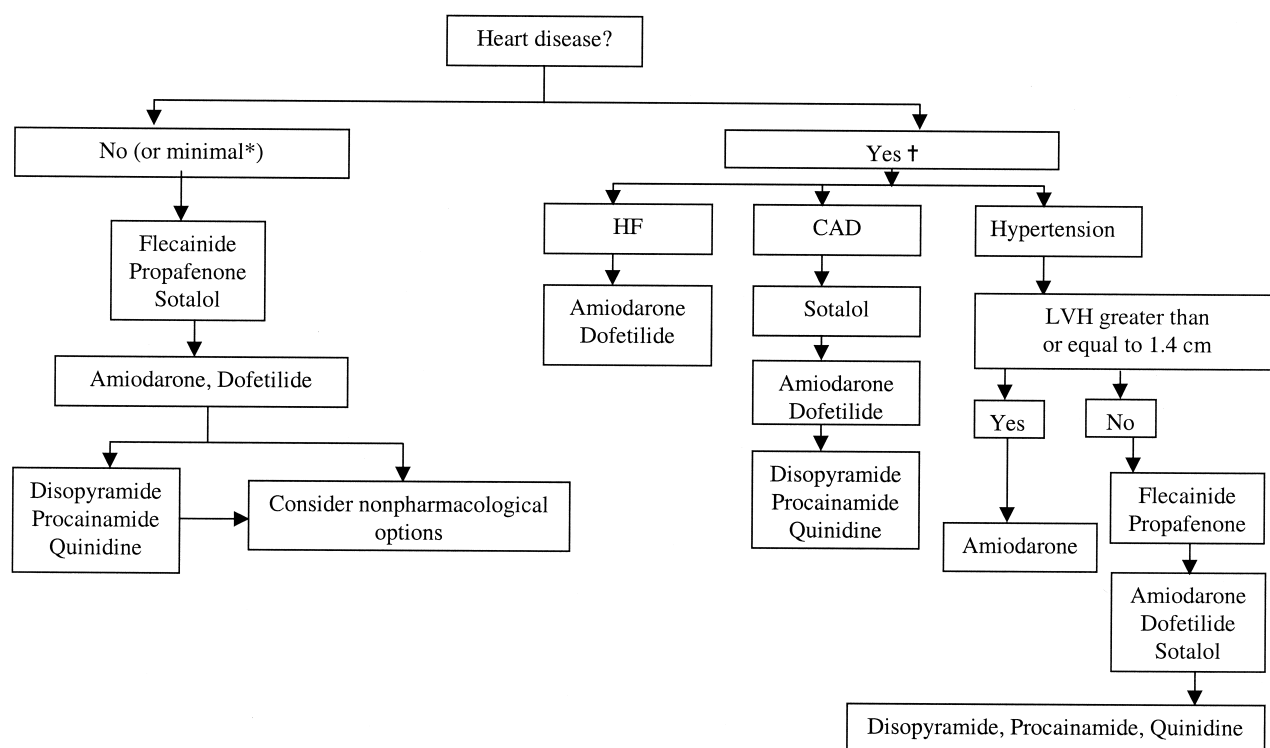 Heart disease?
No (or minimal*)
Yes †
Flecainide
Propafenone
Sotalol
Amiodarone, Dofetilide
Disopyramide
Procainamide
Quinidine
Consider nonpharmacological
options
HF
Amiodarone
Dofetilide
CAD
Sotalol
Amiodarone
Dofetilide
Disopyramide
Procainamide
Quinidine
Hypertension
LVH greater than
or equal to 1.4 cm
Yes
Amiodarone
No
Flecainide
Propafenone
Amiodarone
Dofetilide
Sotalol
Disopyramide, Procainamide, Quinidine